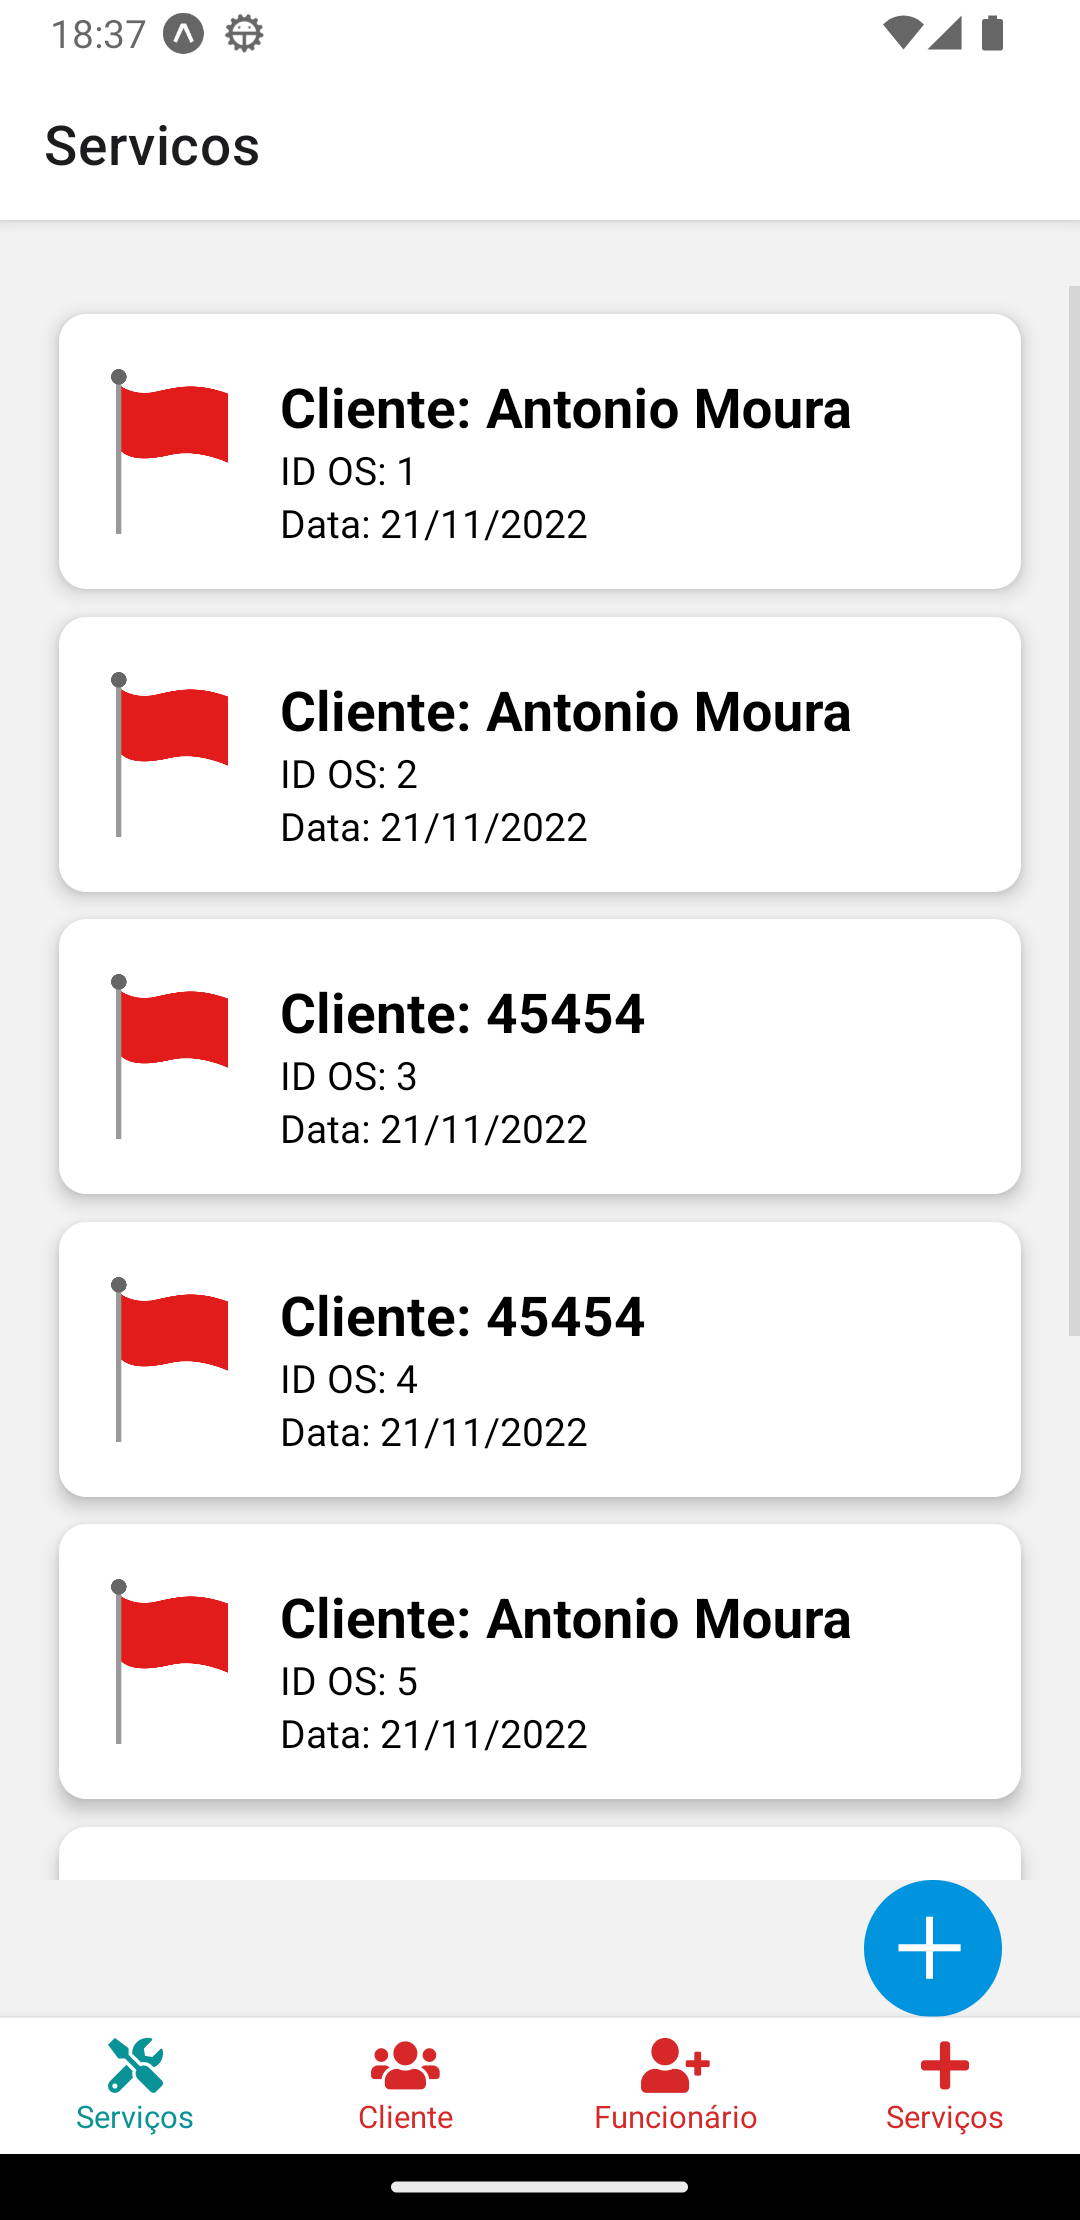 18:37
Servicos
Cliente: Antonio Moura
ID OS: 1
Data: 21/11/2022
Cliente: Antonio Moura
ID OS: 2
Data: 21/11/2022
Cliente: 45454
ID OS: 3
Data: 21/11/2022
Cliente: 45454
ID OS: 4
Data: 21/11/2022
Cliente: Antonio Moura
ID OS: 5
Data: 21/11/2022
Serviços
Cliente
Funcionário
Serviços